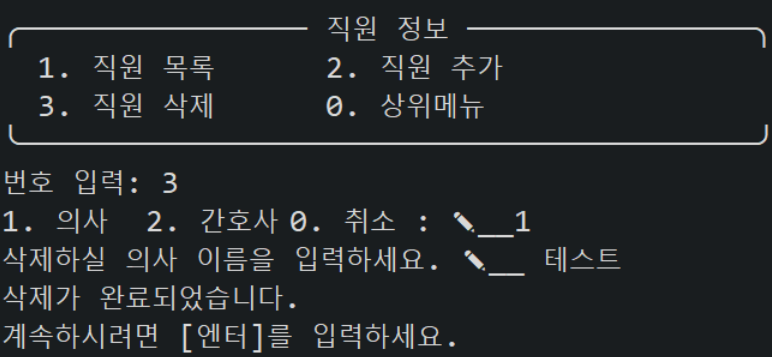 직원 정보
1. 직원 목록 2. 직원 추가
3. 직원 삭제 0. 상위메뉴
번호 입력: 3
1. 의사 2. 간호사 0. 취소 : ✎__1
삭제하실 의사 이름을 입력하세요. ✎__ 테스트
삭제가 완료되었습니다.
계속하시려면 [엔터]를 입력하세요.